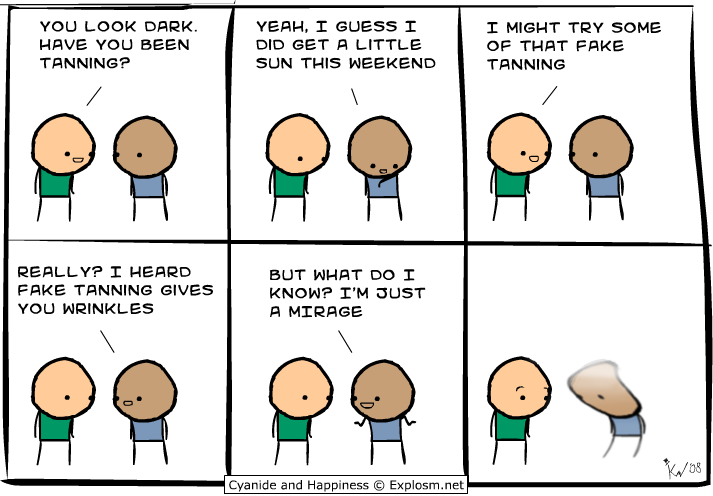 YOU LOOK DARK.
HAVE YOU BEEN
TANNING?
YEAH, I GUESS I
DID GET A LITTLE
SUN THIS WEEKEND
I MIGHT TRY SOME
OF THAT FAKE
TANNING
REALLY? I HEARD
FAKE TANNING GIVES
YOU WRINKLES
BUT WHAT DO I
KNOW? I'M JUST
A MIRAGE
Cyanide and Happiness © Explosm.net